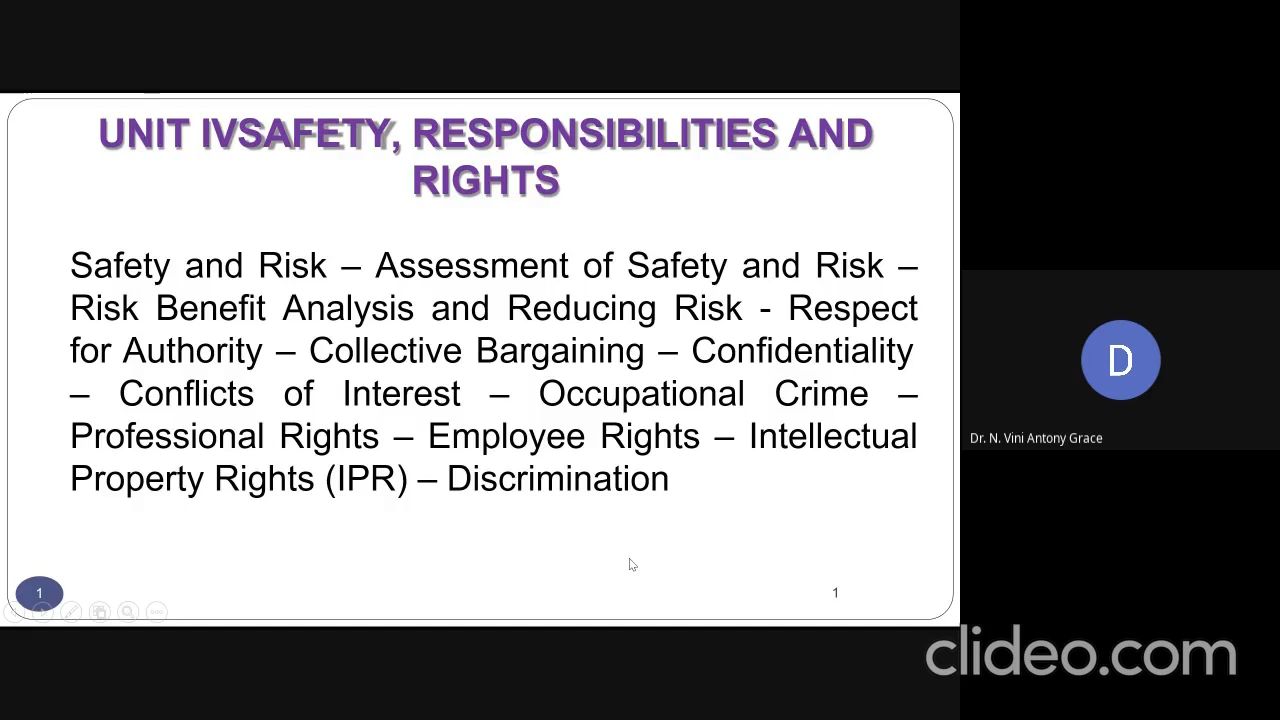 UNIT IVSAFETY, RESPONSIBILITIES AND
RIGHTS
Safety and Risk – Assessment of Safety and Risk –
Risk Benefit Analysis and Reducing Risk - Respect
for Authority – Collective Bargaining – Confidentiality
– Conflicts of Interest – Occupational Crime –
Professional Rights – Employee Rights – Intellectual
Property Rights (IPR) – Discrimination
1
1
D
Dr. N. Vini Antony Grace
clideo.com